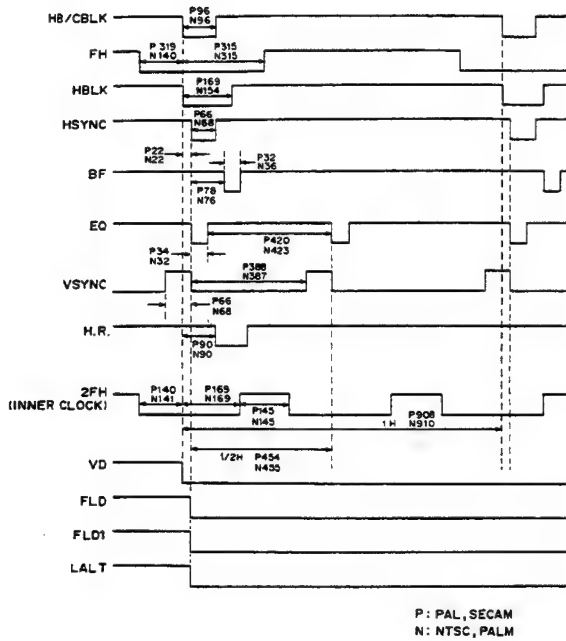 HB/CBLK
P96
N96
FH
P 319
N140
P315
N315
HBLK
P169
N154
HSYNC
P66
N68
P22
N22
P32
N36
BF
P78
N76
EQ
P420
N423
P34
N32
P388
N387
VSYNC
P66
N68
H.R.
P90
N90
2FH
(INNER CLOCK)
P140
N141
P169
N169
P145
N145
P908
1H N910
1/2H P454
N455
VD
FLD
FLD1
LALT
P: PAL, SECAM
N: NTSC, PALM